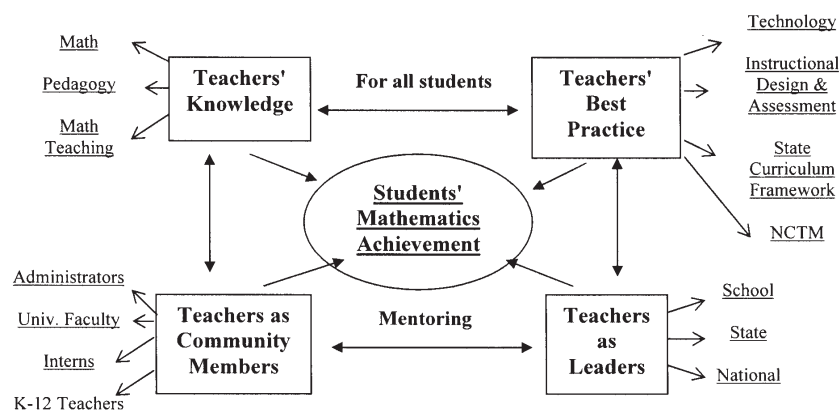 Math
Pedagogy
Math
Teaching
Teachers'
Knowledge
For all students
Teachers'
Best
Practice
Technology
Instructional
Design &
Assessment
State
Curriculum
Framework
NCTM
Students'
Mathematics
Achievement
Administrators
Univ. Faculty
Interns
K-12 Teachers
Teachers as
Community
Members
Mentoring
Teachers
as
Leaders
School
State
National